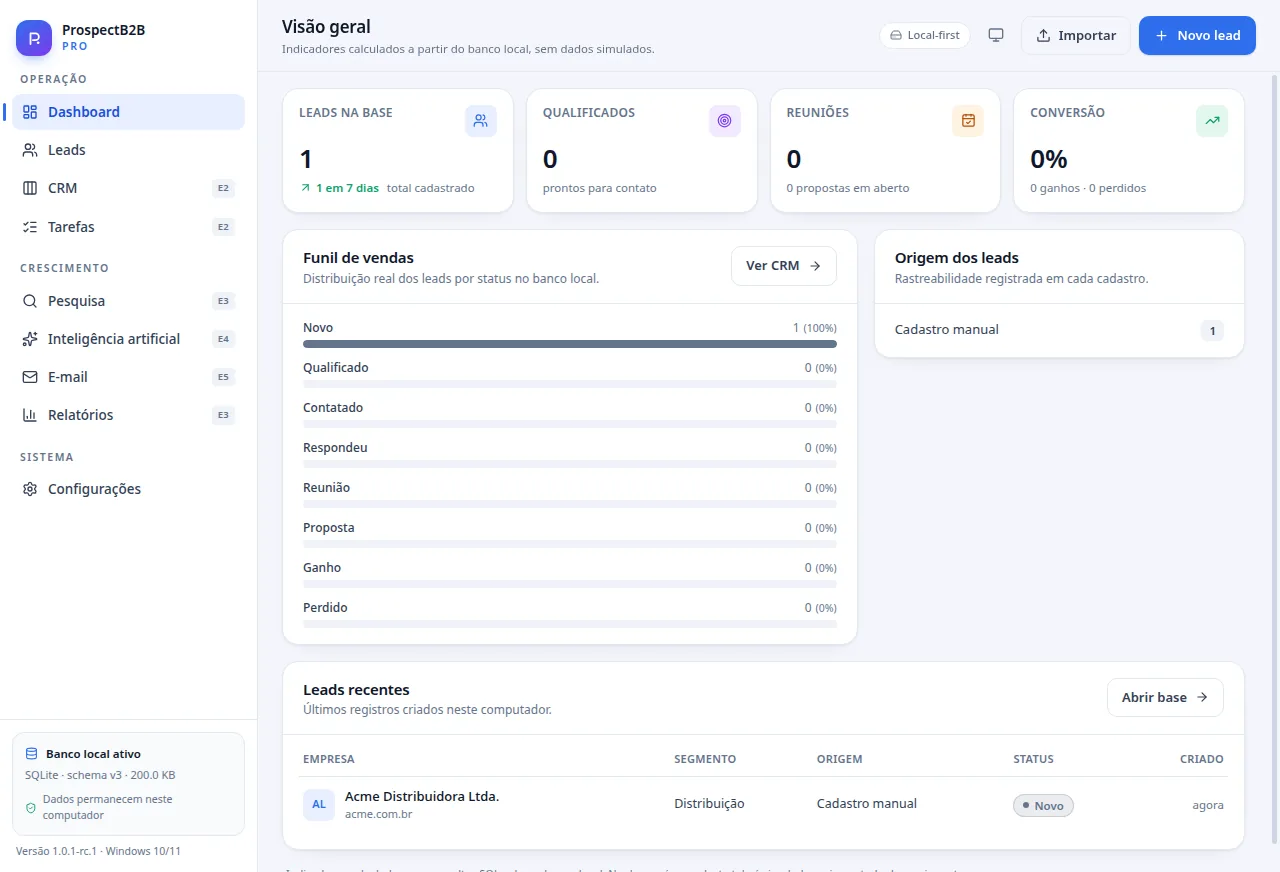 ProspectB2B
PRO
OPERAÇÃO
Dashboard
Leads
CRM E2
Tarefas E2
CRESCIMENTO
Pesquisa E3
Inteligência artificial E4
E-mail E5
Relatórios E3
SISTEMA
Configurações
Banco local ativo
SQLite · schema v3 · 200.0 KB
Dados permanecem neste
computador
Versão 1.0.1-rc.1 · Windows 10/11
Visão geral
Indicadores calculados a partir do banco local, sem dados simulados.
Local-first
Importar
Novo lead
LEADS NA BASE
1
1 em 7 dias total cadastrado
QUALIFICADOS
0
prontos para contato
REUNIÕES
0
0 propostas em aberto
CONVERSÃO
0%
0 ganhos · 0 perdidos
Funil de vendas
Distribuição real dos leads por status no banco local.
Ver CRM
Novo 1 (100%)
Qualificado 0 (0%)
Contatado 0 (0%)
Respondeu 0 (0%)
Reunião 0 (0%)
Proposta 0 (0%)
Ganho 0 (0%)
Perdido 0 (0%)
Origem dos leads
Rastreabilidade registrada em cada cadastro.
Cadastro manual 1
Leads recentes
Últimos registros criados neste computador.
Abrir base
EMPRESA SEGMENTO ORIGEM STATUS CRIADO
AL Acme Distribuidora Ltda. Distribuição Cadastro manual Novo agora
acme.com.br